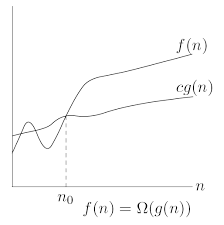 f(n)
cg(n)
n
n₀
f(n) = Ω(g(n))